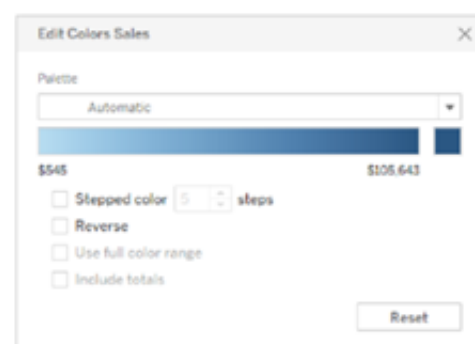 Edit Colors Sales
Palette
Automatic
$545 $105,643
Stepped color 5 steps
Reverse
Use full color range
Include totals
Reset